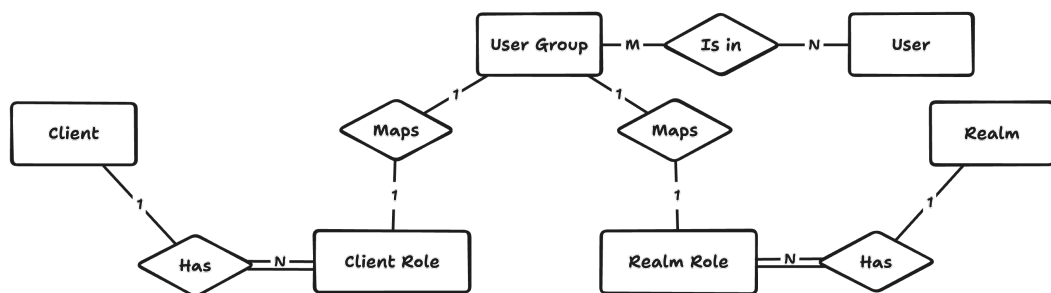 User Group
M
Is in
N
User
1
1
Client
Maps
Maps
Realm
1
1
1
1
Has
N
Client Role
Realm Role
N
Has